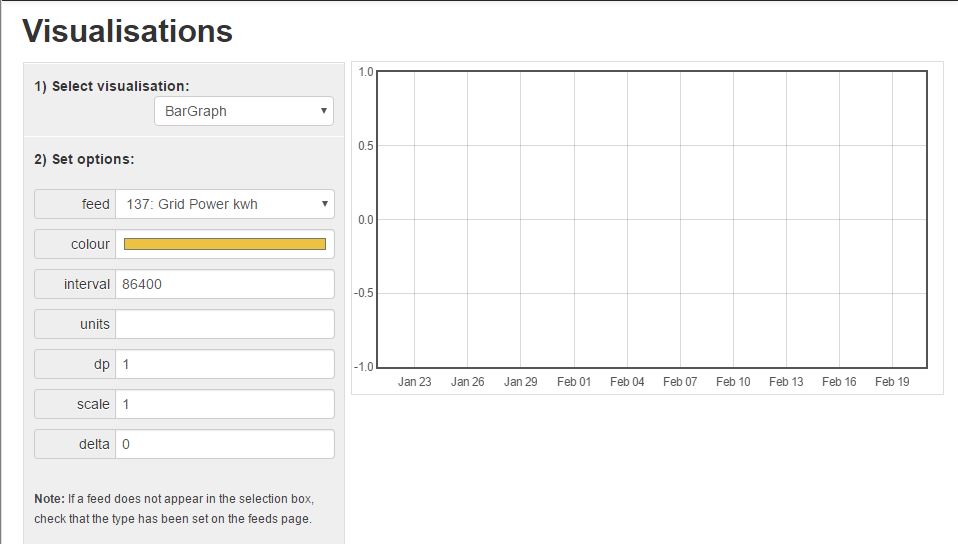 Visualisations
1) Select visualisation:
BarGraph
2) Set options:
feed 137: Grid Power kwh
colour
interval 86400
units
dp 1
scale 1
delta 0
Note: If a feed does not appear in the selection box,
check that the type has been set on the feeds page.
1.0
0.5
0.0
-0.5
-1.0
Jan 23 Jan 26 Jan 29 Feb 01 Feb 04 Feb 07 Feb 10 Feb 13 Feb 16 Feb 19